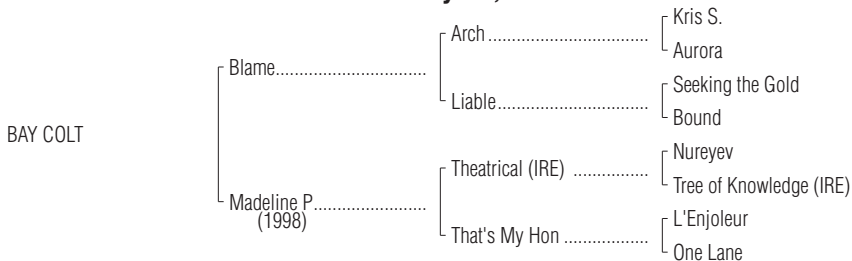 Kris S.
Arch
Aurora
Blame
Seeking the Gold
Liable
Bound
BAY COLT
Nureyev
Theatrical (IRE)
Tree of Knowledge (IRE)
Madeline P
(1998)
L'Enjoleur
That's My Hon
One Lane